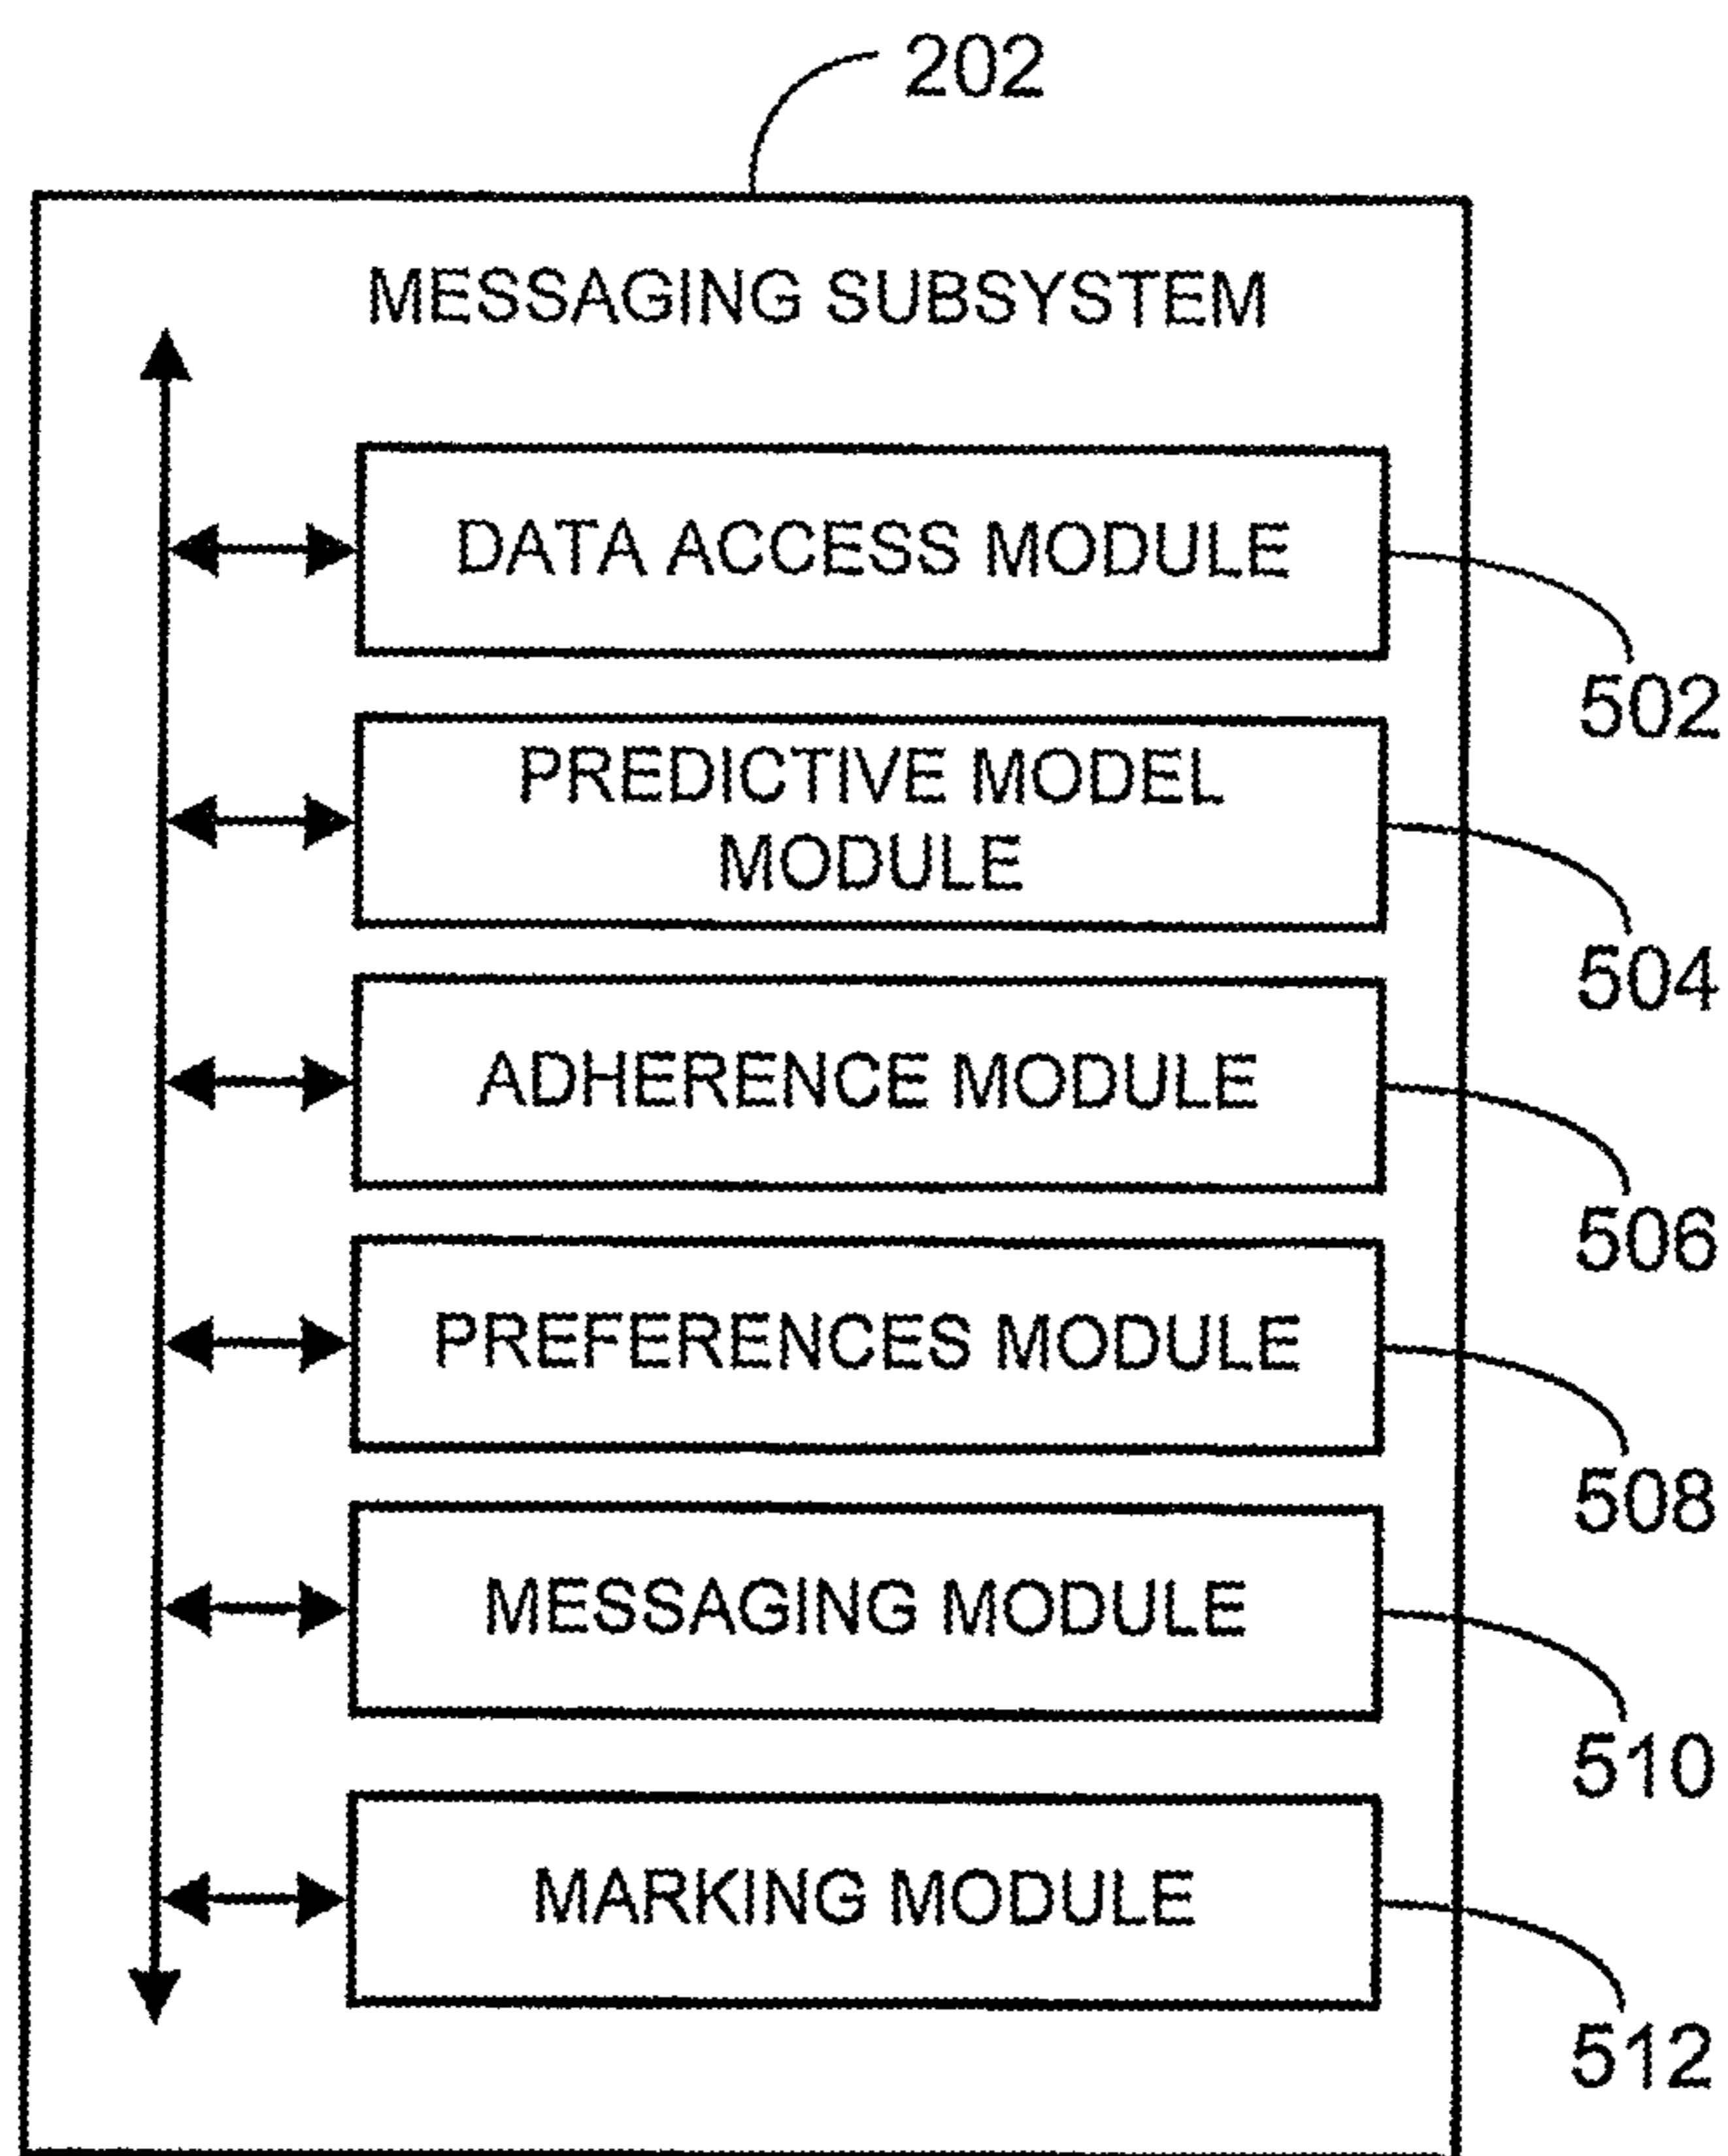 202
MESSAGING SUBSYSTEM
DATA ACCESS MODULE
502
PREDICTIVE MODEL
MODULE
504
ADHERENCE MODULE
506
PREFERENCES MODULE
508
MESSAGING MODULE
510
MARKING MODULE
512